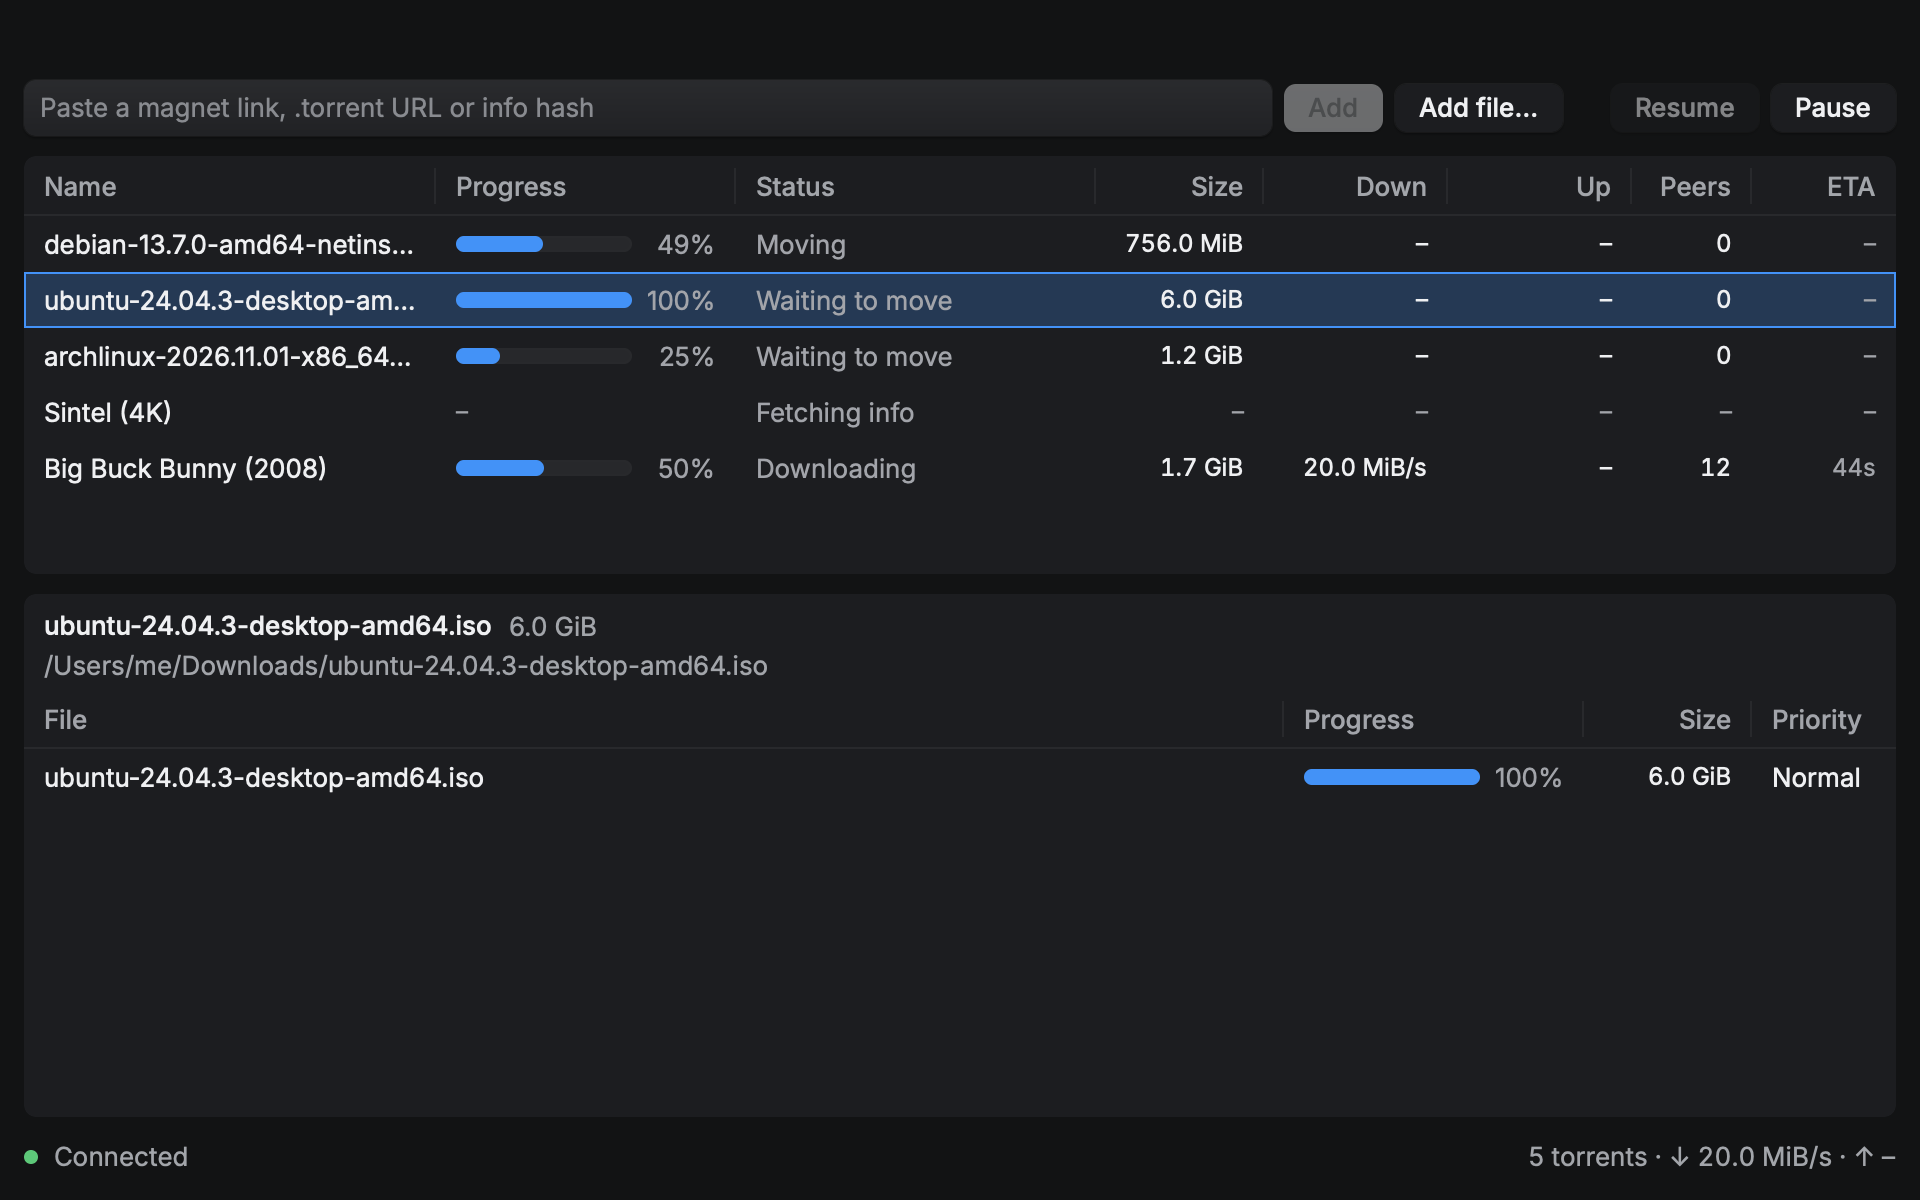 Paste a magnet link, .torrent URL or info hash Add Add file... Resume Pause
Name Progress Status Size Down Up Peers ETA
debian-13.7.0-amd64-netins... 49% Moving 756.0 MiB – – 0 –
ubuntu-24.04.3-desktop-am... 100% Waiting to move 6.0 GiB – – 0 –
archlinux-2026.11.01-x86_64... 25% Waiting to move 1.2 GiB – – 0 –
Sintel (4K) – Fetching info – – – – –
Big Buck Bunny (2008) 50% Downloading 1.7 GiB 20.0 MiB/s – 12 44s
ubuntu-24.04.3-desktop-amd64.iso 6.0 GiB
/Users/me/Downloads/ubuntu-24.04.3-desktop-amd64.iso
File Progress Size Priority
ubuntu-24.04.3-desktop-amd64.iso 100% 6.0 GiB Normal
Connected 5 torrents · ↓ 20.0 MiB/s · ↑ –